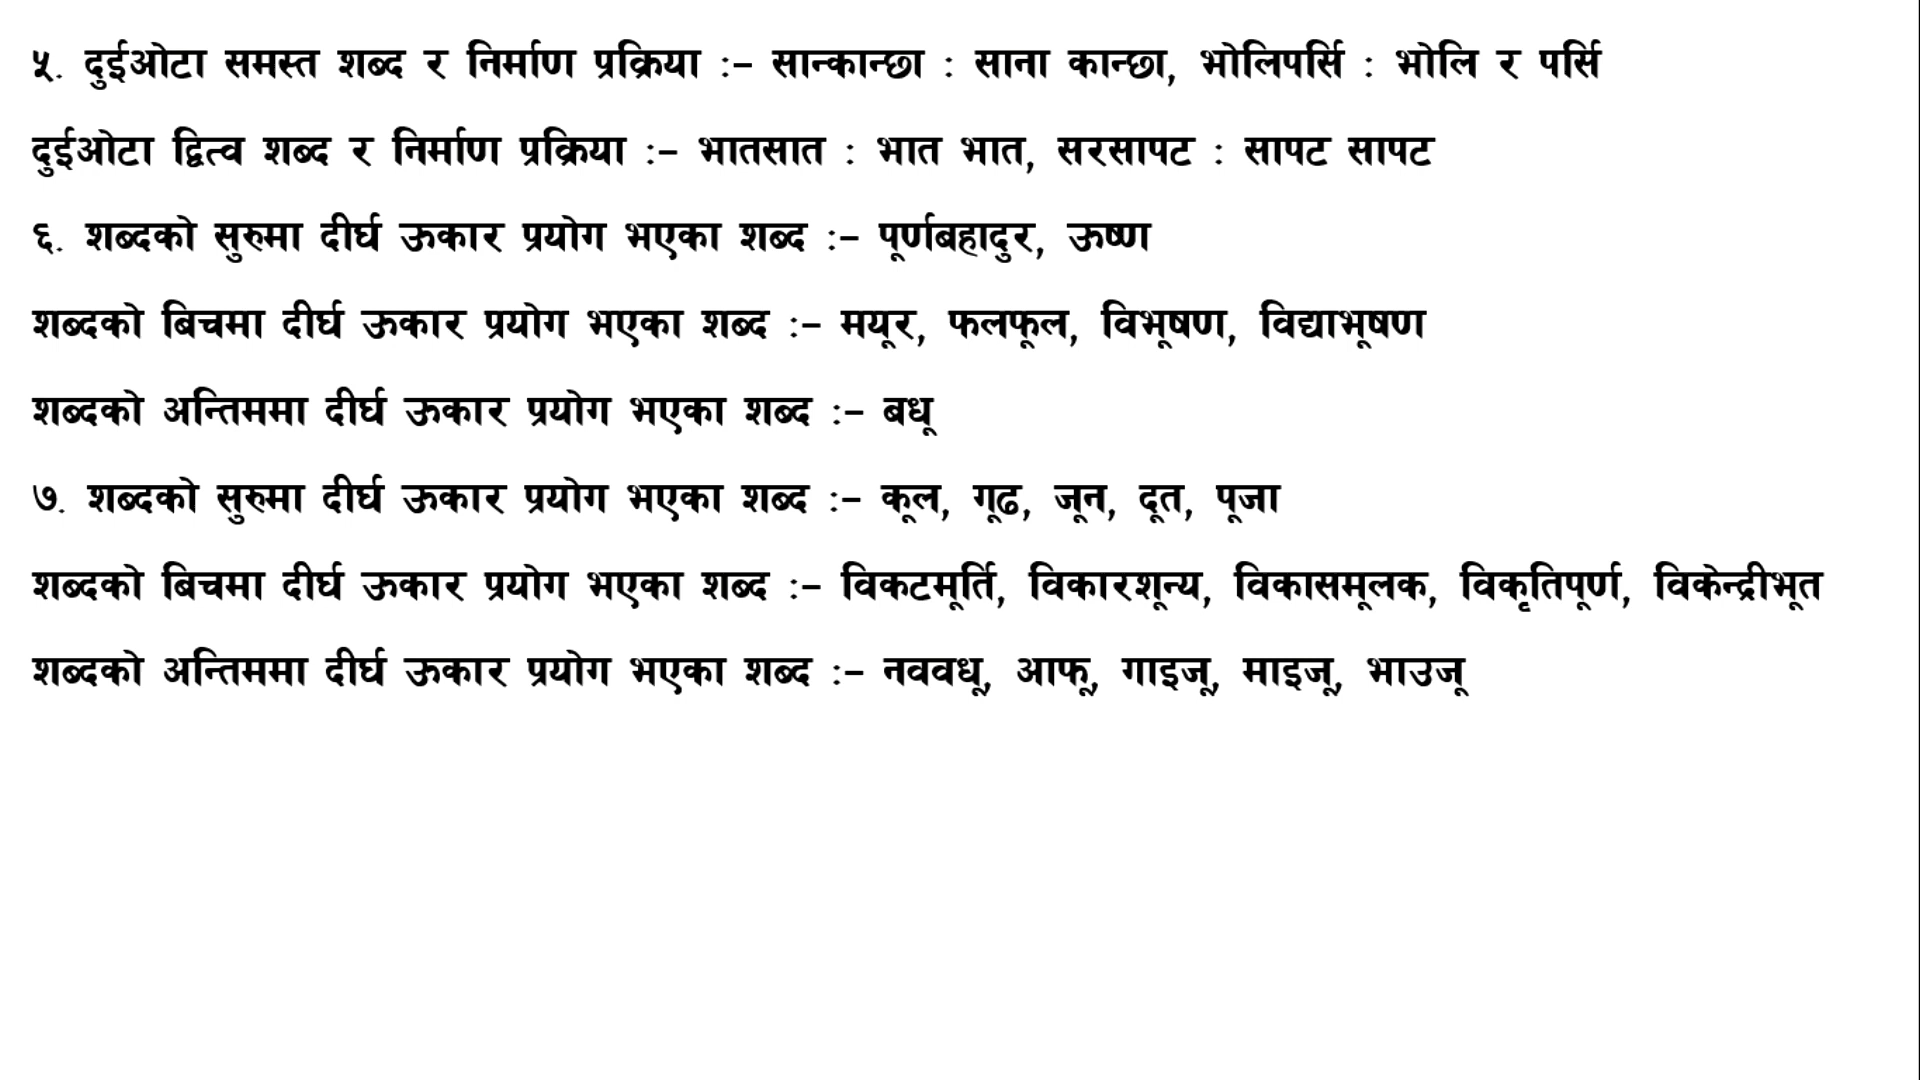 ५. दुईओटा समस्त शब्द र निर्माण प्रक्रिया :- सान्कान्छा : साना कान्छा, भोलिपर्सि : भोलि र पर्सि
दुईओटा द्वित्व शब्द र निर्माण प्रक्रिया :- भातसात : भात भात, सरसापट : सापट सापट
६. शब्दको सुरुमा दीर्घ ऊकार प्रयोग भएका शब्द :- पूर्णबहादुर, ऊष्ण
शब्दको बिचमा दीर्घ ऊकार प्रयोग भएका शब्द :- मयूर, फलफूल, विभूषण, विद्याभूषण
शब्दको अन्तिममा दीर्घ ऊकार प्रयोग भएका शब्द :- बधू
७. शब्दको सुरुमा दीर्घ ऊकार प्रयोग भएका शब्द :- कूल, गूढ, जून, दूत, पूजा
शब्दको बिचमा दीर्घ ऊकार प्रयोग भएका शब्द :- विकटमूर्ति, विकारशून्य, विकासमूलक, विकृतिपूर्ण, विकेन्द्रीभूत
शब्दको अन्तिममा दीर्घ ऊकार प्रयोग भएका शब्द :- नववधू, आफू, गाइजू, माइजू, भाउजू